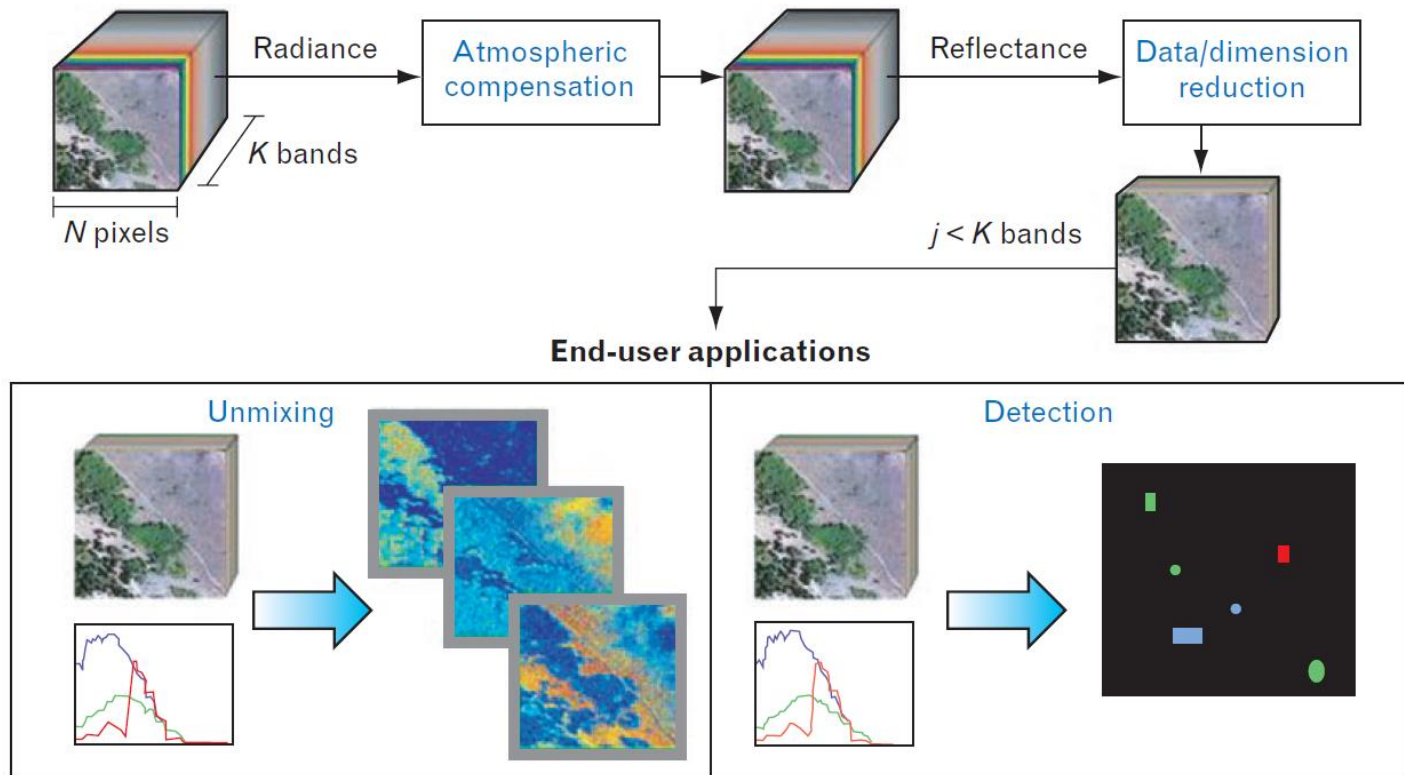 Radiance
Atmospheric
compensation
Reflectance
Data/dimension
reduction
K bands
N pixels
j < K bands
End-user applications
Unmixing
Detection